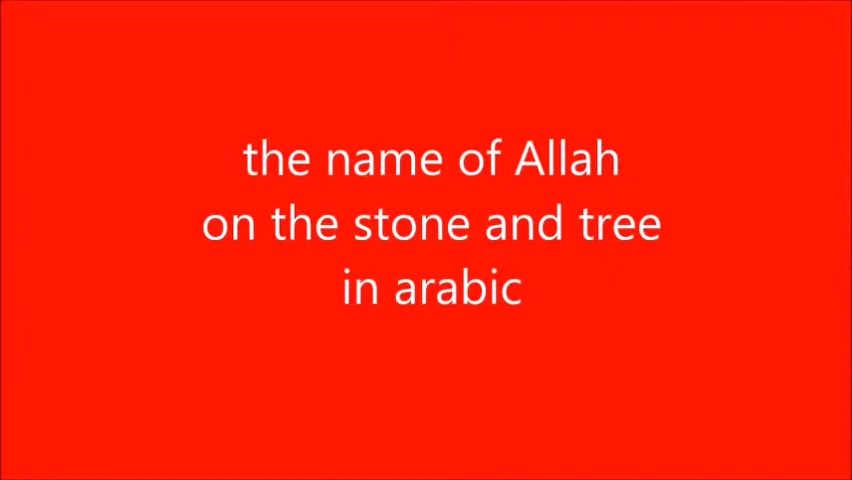 the name of Allah
on the stone and tree
in arabic